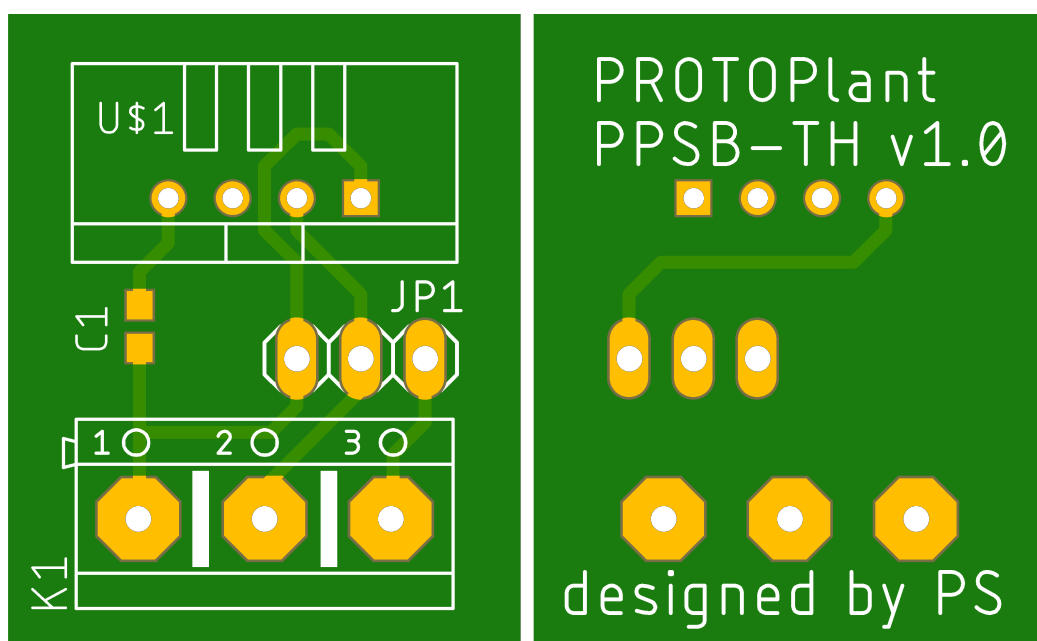 U$1
C1
JP1
1 2 3
K1
PROTOPlant
PPSB-TH v1.0
designed by PS